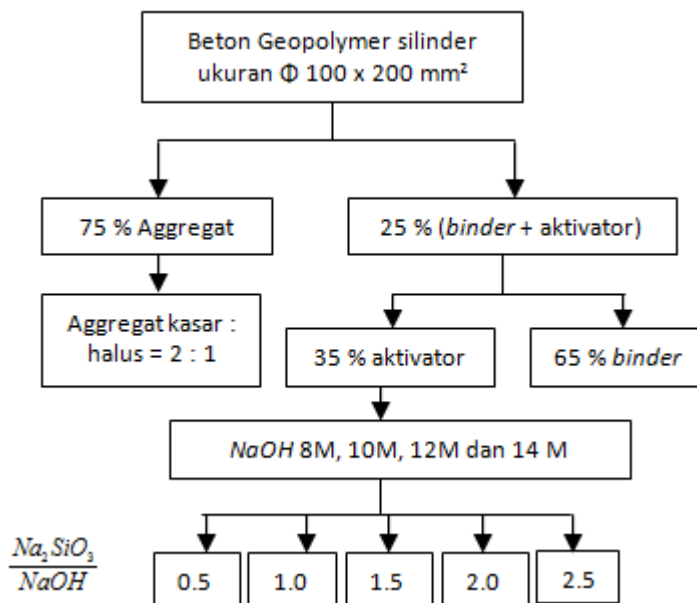 Beton Geopolymer silinder
ukuran Φ 100 x 200 mm²
75 % Aggregat
25 % (binder + aktivator)
Aggregat kasar :
halus = 2 : 1
35 % aktivator
65 % binder
NaOH 8M, 10M, 12M dan 14 M
Na₂SiO₃
NaOH
0.5
1.0
1.5
2.0
2.5